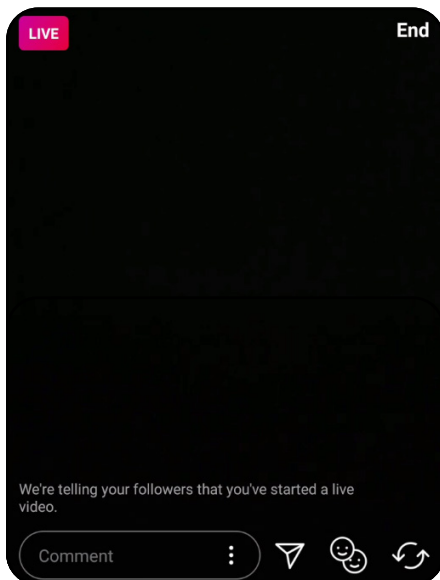 LIVE
End
We're telling your followers that you've started a live
video.
Comment